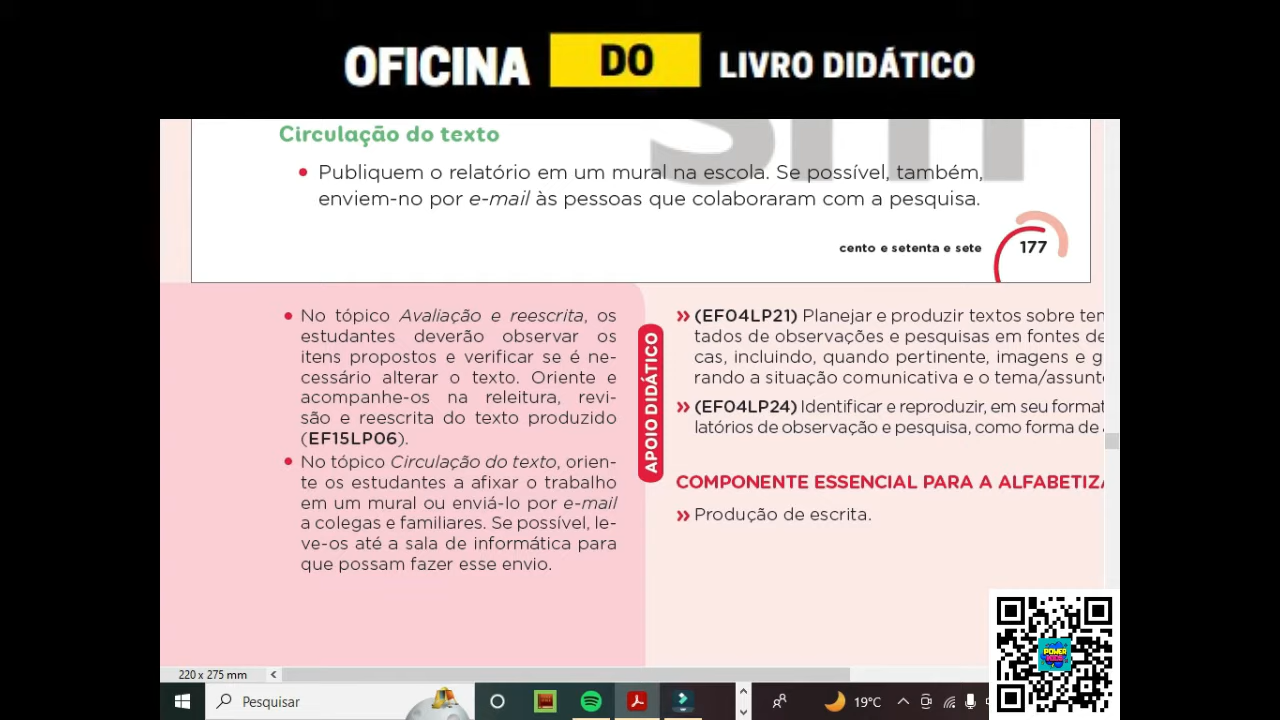 OFICINA DO LIVRO DIDÁTICO
sm
Circulação do texto
• Publiquem o relatório em um mural na escola. Se possível, também,
enviem-no por e-mail às pessoas que colaboraram com a pesquisa.
cento e setenta e sete 177
• No tópico Avaliação e reescrita, os
estudantes deverão observar os
itens propostos e verificar se é ne-
cessário alterar o texto. Oriente e
acompanhe-os na releitura, revi-
são e reescrita do texto produzido
(EF15LP06).
• No tópico Circulação do texto, orien-
te os estudantes a afixar o trabalho
em um mural ou enviá-lo por e-mail
a colegas e familiares. Se possível, le-
ve-os até a sala de informática para
que possam fazer esse envio.
APOIO DIDÁTICO
» (EF04LP21) Planejar e produzir textos sobre tem
tados de observações e pesquisas em fontes de
cas, incluindo, quando pertinente, imagens e g
rando a situação comunicativa e o tema/assunt
» (EF04LP24) Identificar e reproduzir, em seu format
latórios de observação e pesquisa, como forma de
COMPONENTE ESSENCIAL PARA A ALFABETIZA
» Produção de escrita.
POWER KIDS
220 x 275 mm
Pesquisar
19°C